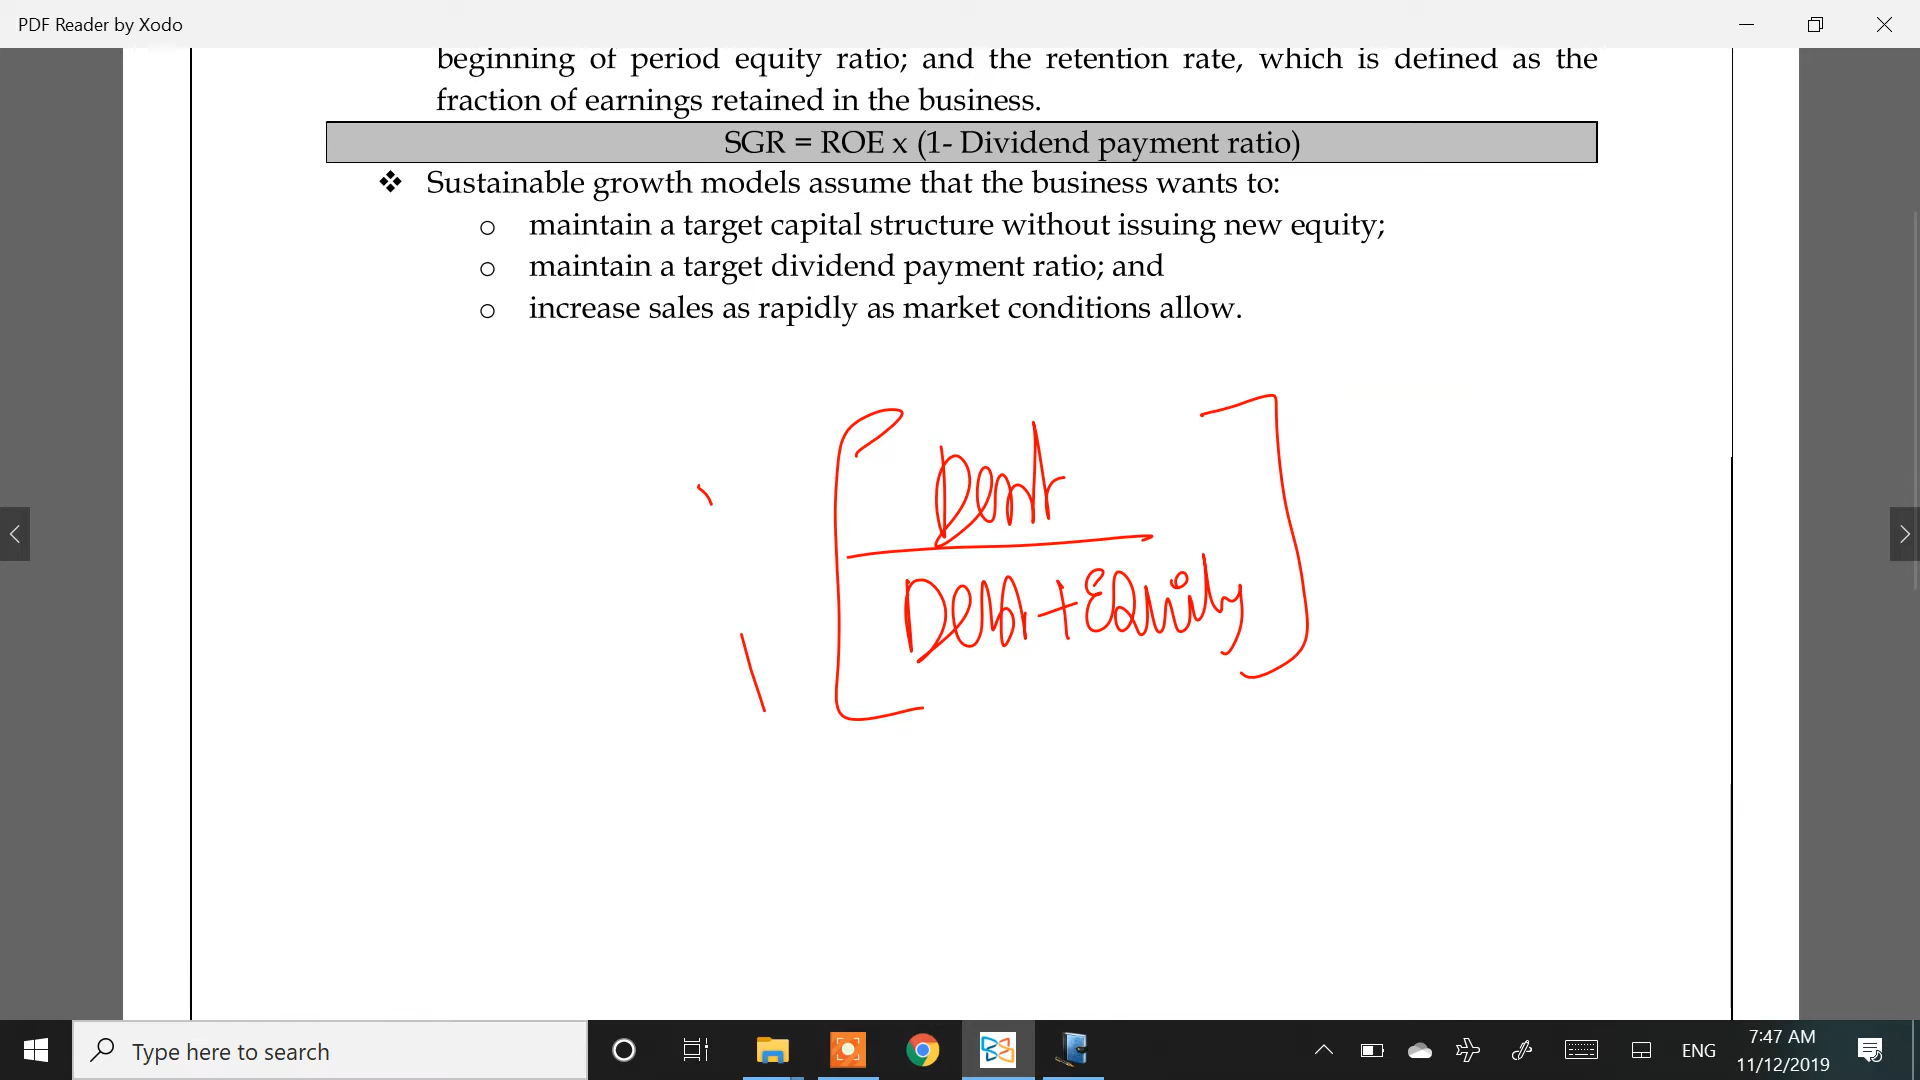 PDF Reader by Xodo
beginning of period equity ratio; and the retention rate, which is defined as the
fraction of earnings retained in the business.
SGR = ROE x (1- Dividend payment ratio)
❖ Sustainable growth models assume that the business wants to:
o maintain a target capital structure without issuing new equity;
o maintain a target dividend payment ratio; and
o increase sales as rapidly as market conditions allow.
Debt
Debt + Equity
Type here to search
ENG
7:47 AM
11/12/2019